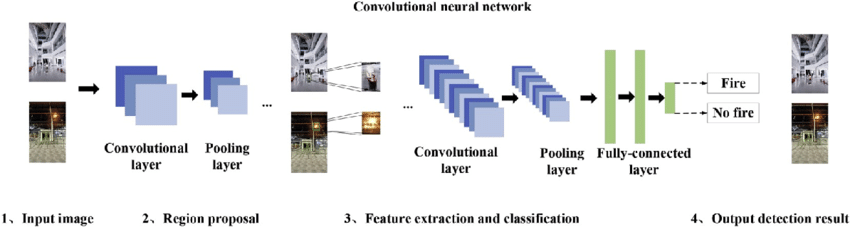 Convolutional neural network
...
...
Fire
No fire
Convolutional
layer
Pooling
layer
Convolutional
layer
Pooling
layer
Fully-connected
layer
1、Input image
2、Region proposal
3、Feature extraction and classification
4、Output detection result